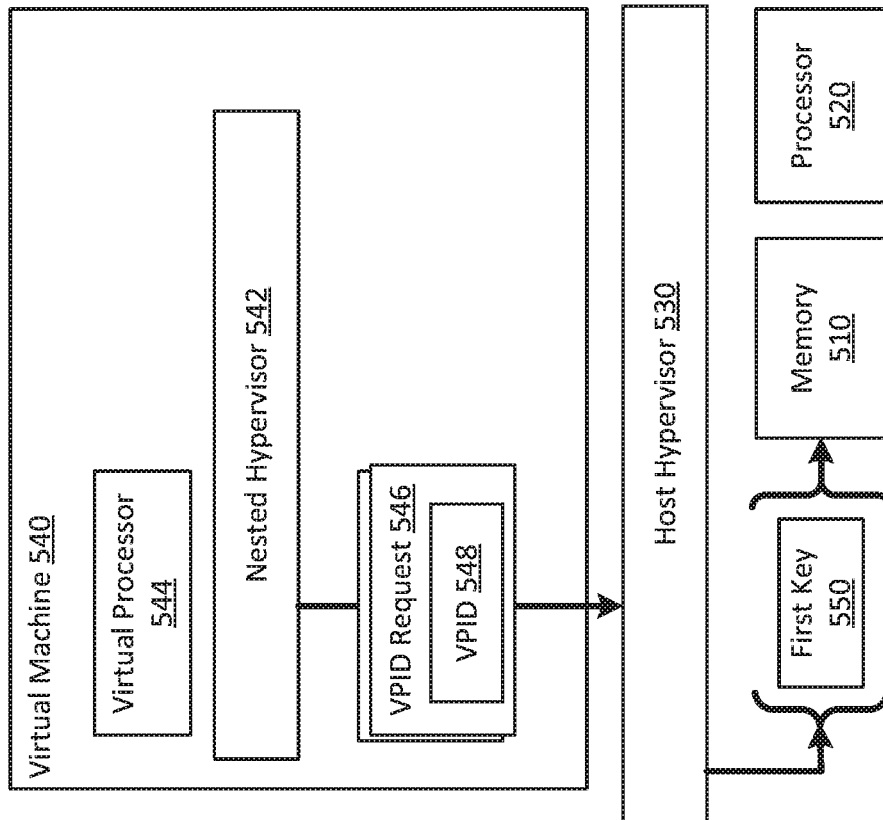 Virtual Machine 540
Virtual Processor
544
Nested Hypervisor 542
VPID Request 546
VPID 548
Host Hypervisor 530
First Key
550
Memory
510
Processor
520